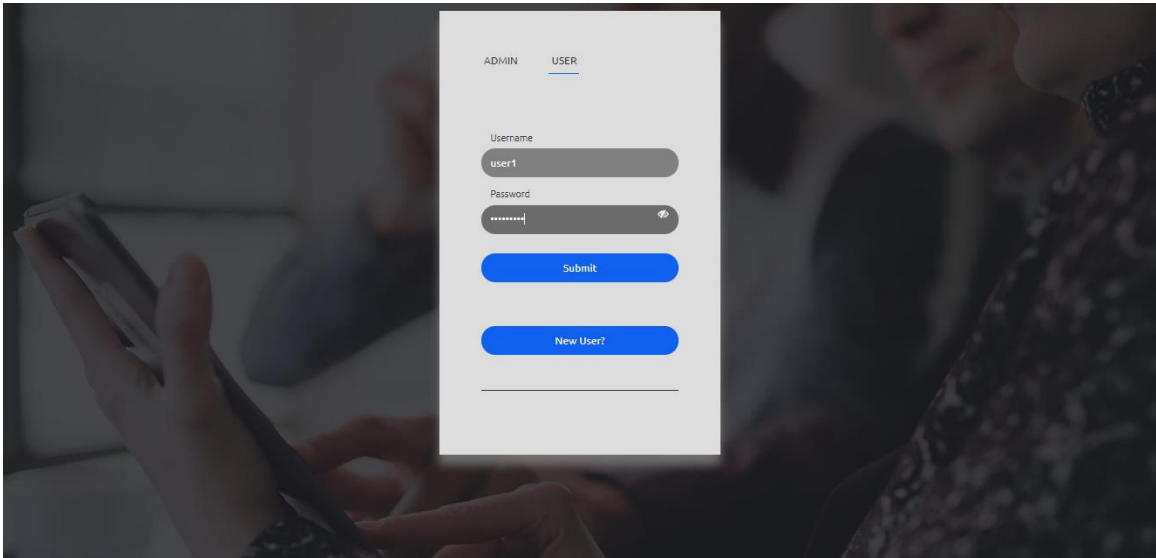 ADMIN USER
Username
user1
Password
•••••••••
Submit
New User?